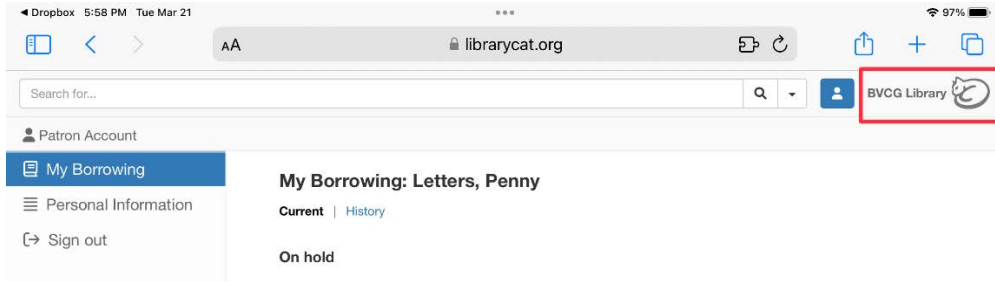 ◀ Dropbox 5:58 PM Tue Mar 21 97%
AA librarycat.org
Search for... BVCG Library
Patron Account
My Borrowing
Personal Information
Sign out
My Borrowing: Letters, Penny
Current | History
On hold